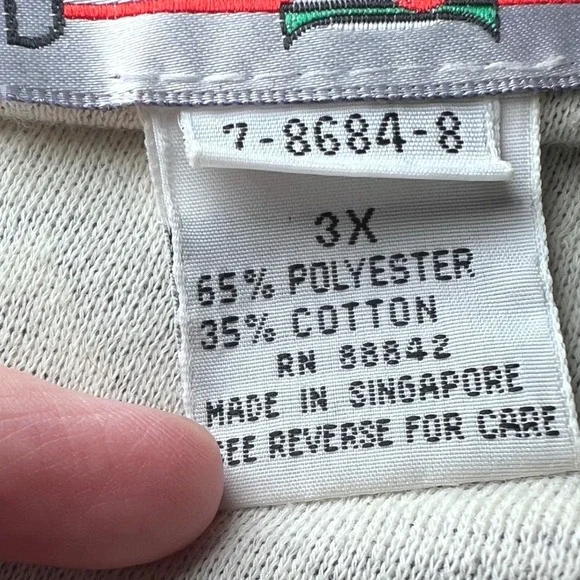 D
7-8684-8
3X
65% POLYESTER
35% COTTON
RN 88842
MADE IN SINGAPORE
SEE REVERSE FOR CARE